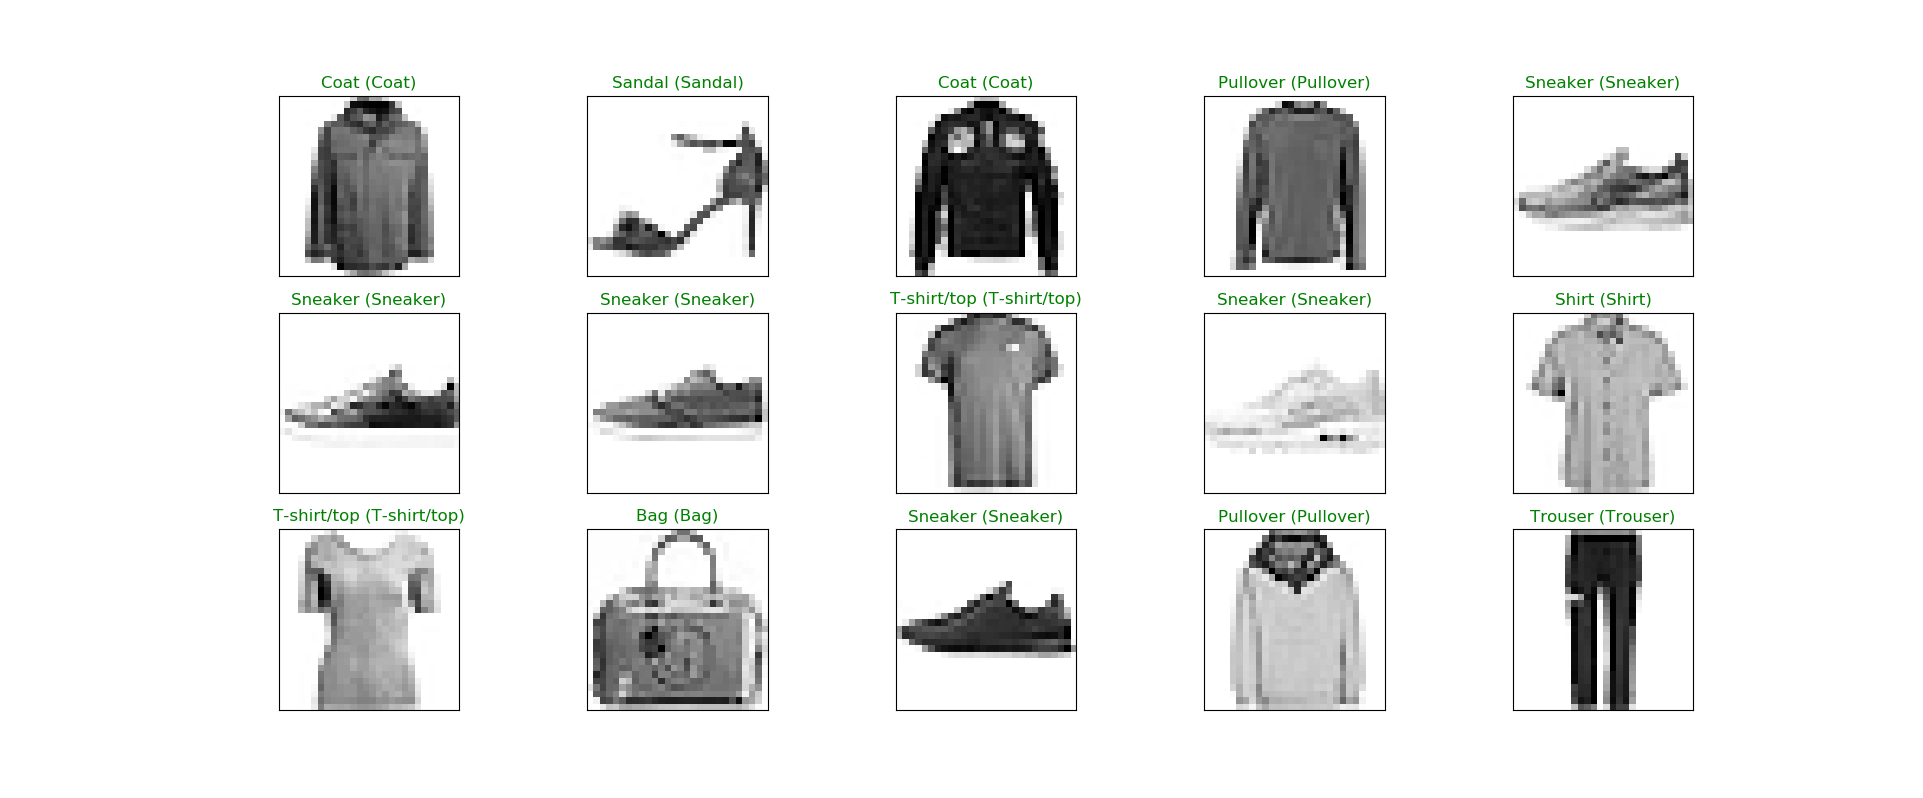 Coat (Coat)
Sandal (Sandal)
Coat (Coat)
Pullover (Pullover)
Sneaker (Sneaker)
Sneaker (Sneaker)
Sneaker (Sneaker)
T-shirt/top (T-shirt/top)
Sneaker (Sneaker)
Shirt (Shirt)
T-shirt/top (T-shirt/top)
Bag (Bag)
Sneaker (Sneaker)
Pullover (Pullover)
Trouser (Trouser)